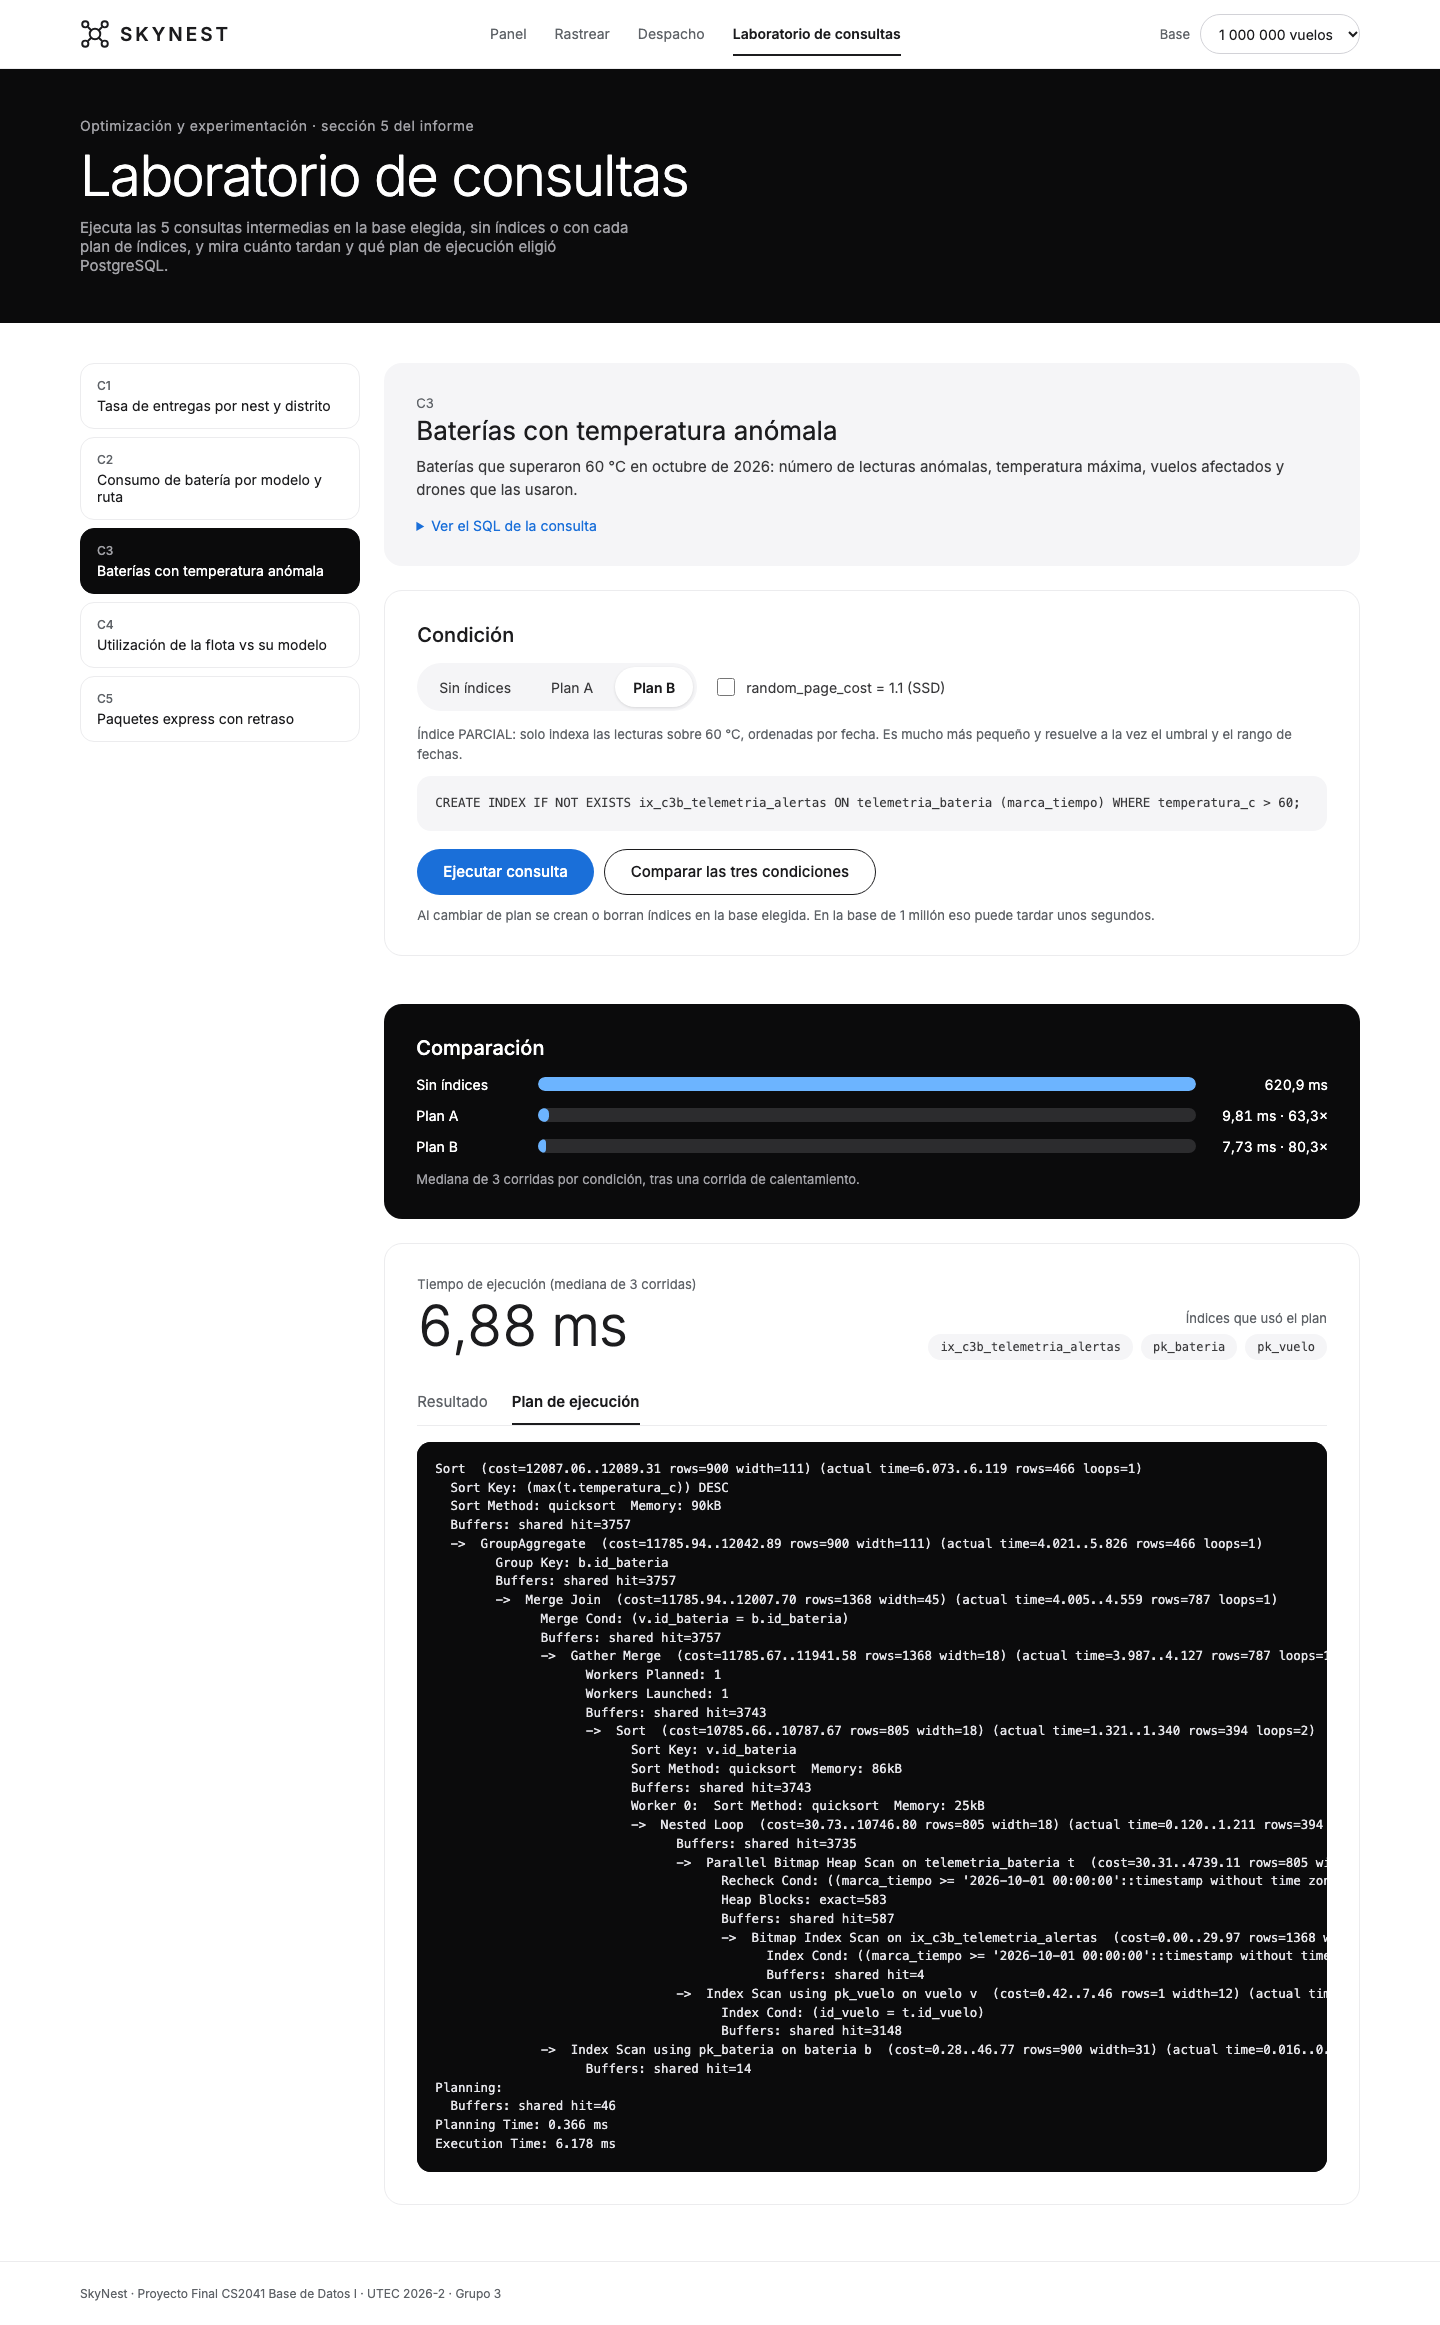 SKYNEST
Panel
Rastrear
Despacho
Laboratorio de consultas
Base
1 000 000 vuelos
Optimización y experimentación · sección 5 del informe
Laboratorio de consultas
Ejecuta las 5 consultas intermedias en la base elegida, sin índices o con cada
plan de índices, y mira cuánto tardan y qué plan de ejecución eligió
PostgreSQL.
C1
Tasa de entregas por nest y distrito
C2
Consumo de batería por modelo y
ruta
C3
Baterías con temperatura anómala
C4
Utilización de la flota vs su modelo
C5
Paquetes express con retraso
C3
Baterías con temperatura anómala
Baterías que superaron 60 °C en octubre de 2026: número de lecturas anómalas, temperatura máxima, vuelos afectados y
drones que las usaron.
Ver el SQL de la consulta
Condición
Sin índices
Plan A
Plan B
random_page_cost = 1.1 (SSD)
Índice PARCIAL: solo indexa las lecturas sobre 60 °C, ordenadas por fecha. Es mucho más pequeño y resuelve a la vez el umbral y el rango de
fechas.
CREATE INDEX IF NOT EXISTS ix_c3b_telemetria_alertas ON telemetria_bateria (marca_tiempo) WHERE temperatura_c > 60;
Ejecutar consulta
Comparar las tres condiciones
Al cambiar de plan se crean o borran índices en la base elegida. En la base de 1 millón eso puede tardar unos segundos.
Comparación
Sin índices 620,9 ms
Plan A 9,81 ms · 63,3×
Plan B 7,73 ms · 80,3×
Mediana de 3 corridas por condición, tras una corrida de calentamiento.
Tiempo de ejecución (mediana de 3 corridas)
6,88 ms
Índices que usó el plan
ix_c3b_telemetria_alertas pk_bateria pk_vuelo
Resultado
Plan de ejecución
Sort  (cost=12087.06..12089.31 rows=900 width=111) (actual time=6.073..6.119 rows=466 loops=1)
  Sort Key: (max(t.temperatura_c)) DESC
  Sort Method: quicksort  Memory: 90kB
  Buffers: shared hit=3757
  ->  GroupAggregate  (cost=11785.94..12042.89 rows=900 width=111) (actual time=4.021..5.826 rows=466 loops=1)
        Group Key: b.id_bateria
        Buffers: shared hit=3757
        ->  Merge Join  (cost=11785.94..12007.70 rows=1368 width=45) (actual time=4.005..4.559 rows=787 loops=1)
              Merge Cond: (v.id_bateria = b.id_bateria)
              Buffers: shared hit=3757
              ->  Gather Merge  (cost=11785.67..11941.58 rows=1368 width=18) (actual time=3.987..4.127 rows=787 loops=1
                    Workers Planned: 1
                    Workers Launched: 1
                    Buffers: shared hit=3743
                    ->  Sort  (cost=10785.66..10787.67 rows=805 width=18) (actual time=1.321..1.340 rows=394 loops=2)
                          Sort Key: v.id_bateria
                          Sort Method: quicksort  Memory: 86kB
                          Buffers: shared hit=3743
                          Worker 0:  Sort Method: quicksort  Memory: 25kB
                          ->  Nested Loop  (cost=30.73..10746.80 rows=805 width=18) (actual time=0.120..1.211 rows=394
                                Buffers: shared hit=3735
                                ->  Parallel Bitmap Heap Scan on telemetria_bateria t  (cost=30.31..4739.11 rows=805 wi
                                      Recheck Cond: ((marca_tiempo >= '2026-10-01 00:00:00'::timestamp without time zon
                                      Heap Blocks: exact=583
                                      Buffers: shared hit=587
                                      ->  Bitmap Index Scan on ix_c3b_telemetria_alertas  (cost=0.00..29.97 rows=1368 w
                                            Index Cond: ((marca_tiempo >= '2026-10-01 00:00:00'::timestamp without time
                                            Buffers: shared hit=4
                                ->  Index Scan using pk_vuelo on vuelo v  (cost=0.42..7.46 rows=1 width=12) (actual tim
                                      Index Cond: (id_vuelo = t.id_vuelo)
                                      Buffers: shared hit=3148
              ->  Index Scan using pk_bateria on bateria b  (cost=0.28..46.77 rows=900 width=31) (actual time=0.016..0.
                    Buffers: shared hit=14
Planning:
  Buffers: shared hit=46
Planning Time: 0.366 ms
Execution Time: 6.178 ms
SkyNest · Proyecto Final CS2041 Base de Datos I · UTEC 2026-2 · Grupo 3